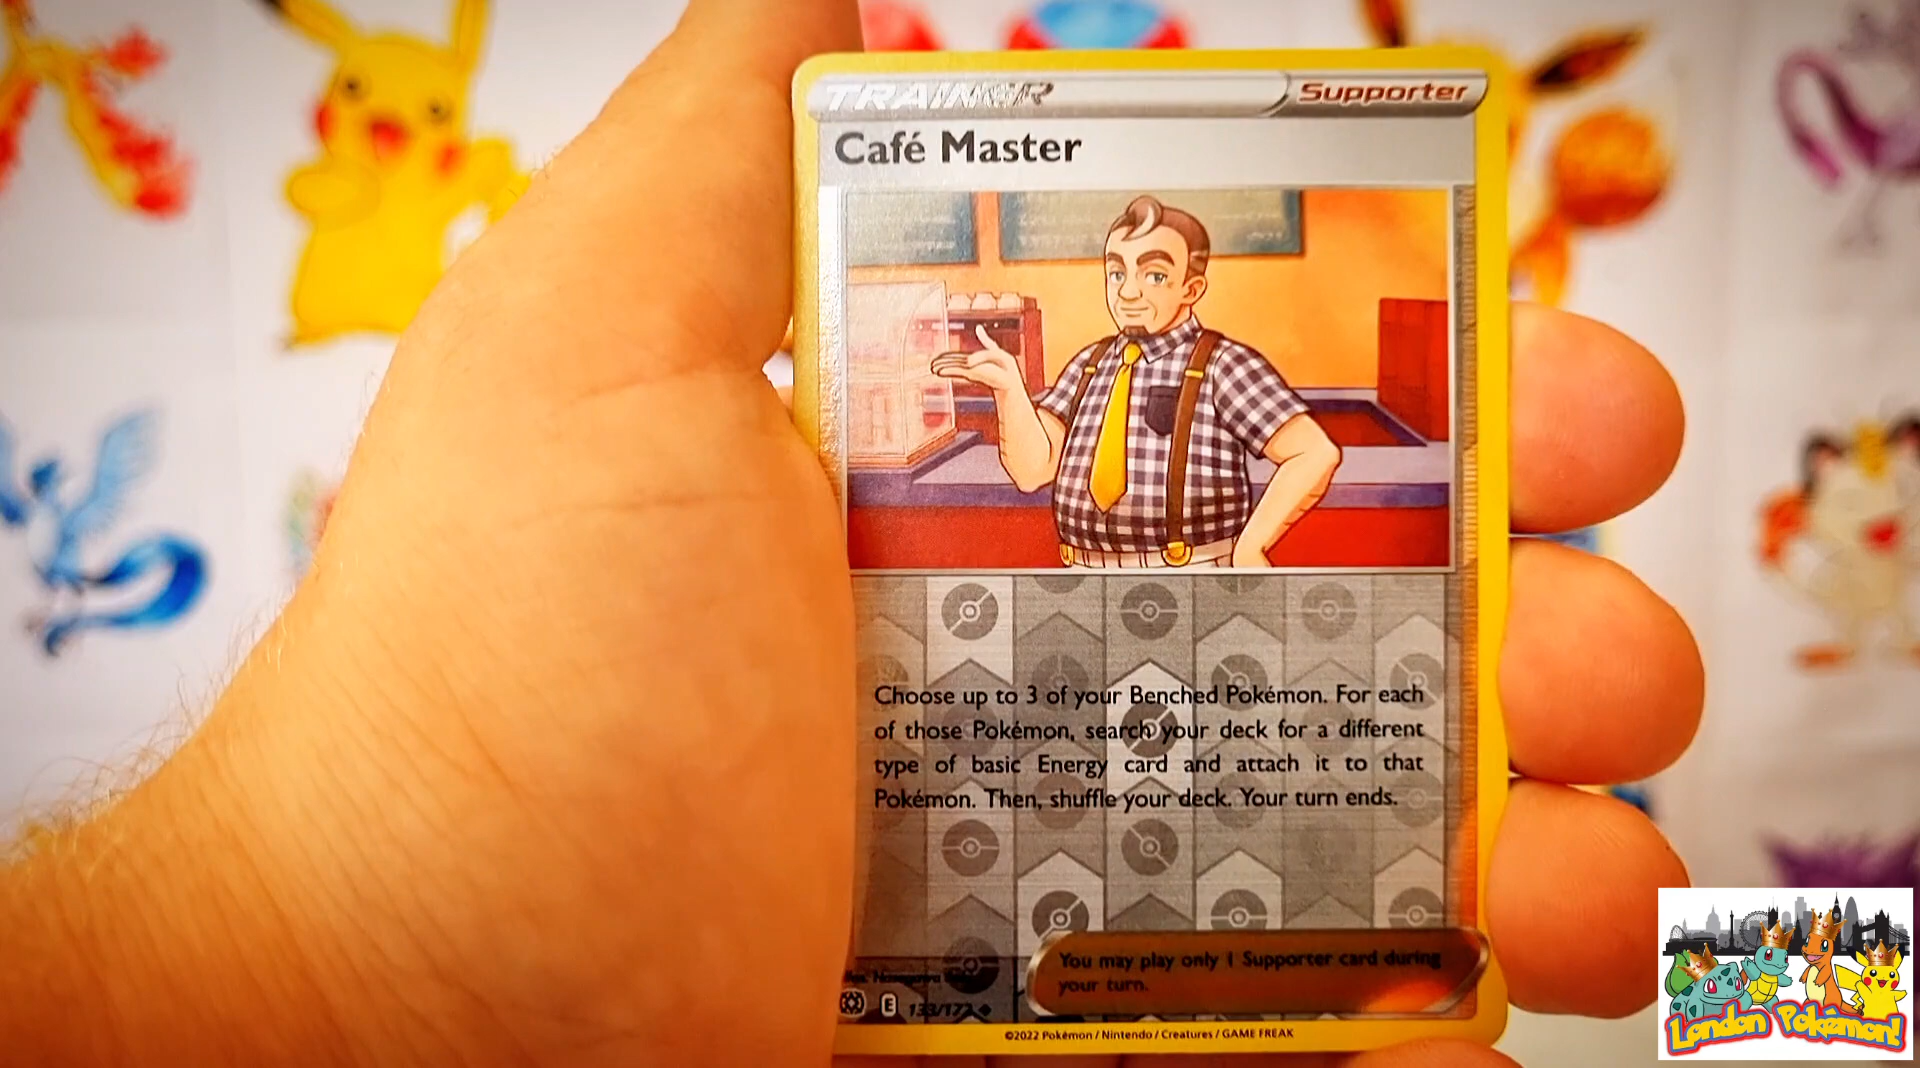 TRAINER
Supporter
Café Master
Choose up to 3 of your Benched Pokémon. For each
of those Pokémon, search your deck for a different
type of basic Energy card and attach it to that
Pokémon. Then, shuffle your deck. Your turn ends.
You may play only 1 Supporter card during
your turn.
E
133/172
©2022 Pokémon / Nintendo / Creatures / GAME FREAK
London Pokémon!